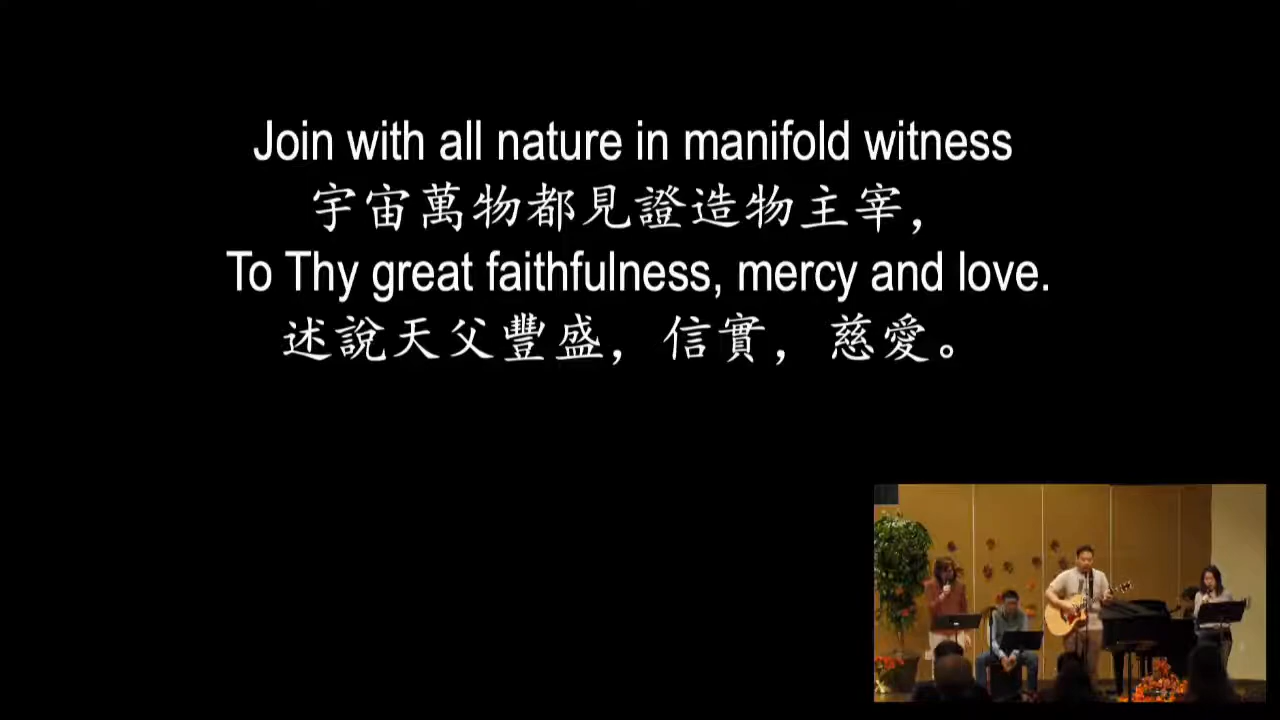 Join with all nature in manifold witness
宇宙萬物都見證造物主宰，
To Thy great faithfulness, mercy and love.
述說天父豐盛，信實，慈愛。